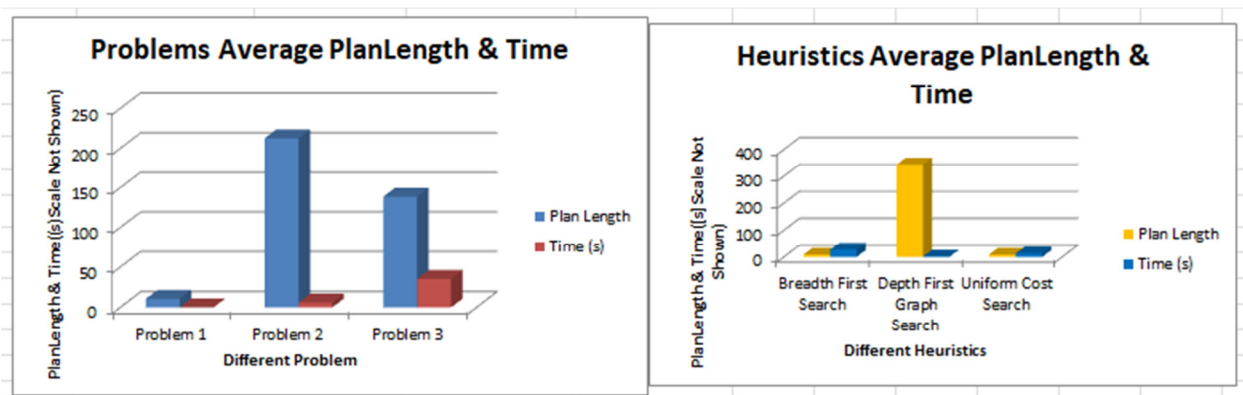 Problems Average PlanLength & Time
PlanLength & Time([s) Scale Not Shown)
250
200
150
100
50
0
Problem 1
Problem 2
Problem 3
Different Problem
Plan Length
Time (s)
Heuristics Average PlanLength &
Time
PlanLength & Time([s] Scale Not
Shown)
400
300
200
100
0
Breadth First
Search
Depth First
Graph
Search
Uniform Cost
Search
Different Heuristics
Plan Length
Time (s)